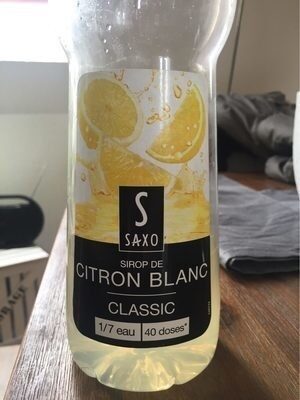 S
SAXO
SIROP DE
CITRON BLANC
CLASSIC
1/7 eau 40 doses*